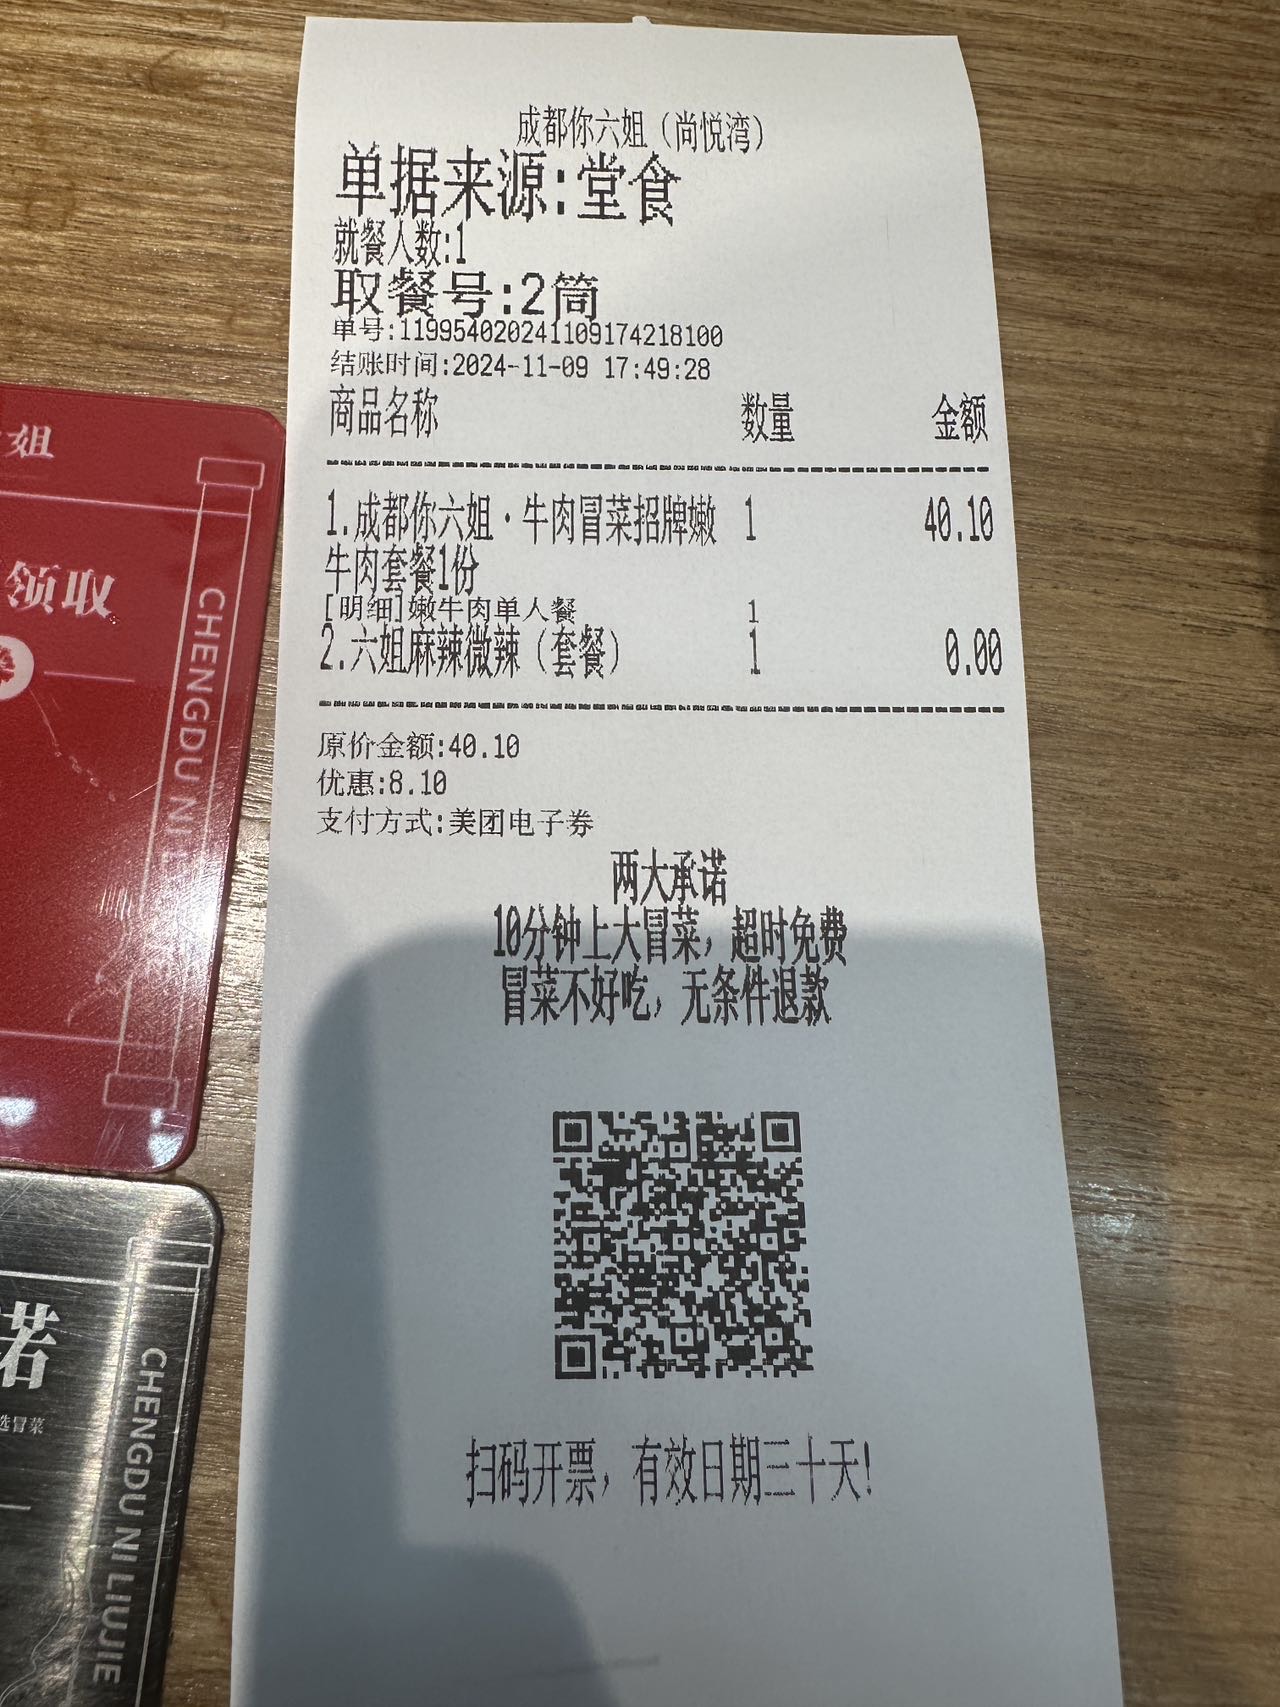 成都你六姐（尚悦湾）
单据来源:堂食
就餐人数:1
取餐号:2筒
单号:119954020241109174218100
结账时间:2024-11-09 17:49:28
商品名称 数量 金额
1.成都你六姐·牛肉冒菜招牌嫩 1 40.10
牛肉套餐1份
[明细]嫩牛肉单人餐 1
2.六姐麻辣微辣（套餐） 1 0.00
原价金额:40.10
优惠:8.10
支付方式:美团电子券
两大承诺
10分钟上大冒菜，超时免费
冒菜不好吃，无条件退款
扫码开票，有效日期三十天!
姐
领取
CHENGDU NI L
诺
选冒菜
CHENGDU NI LIUJIE